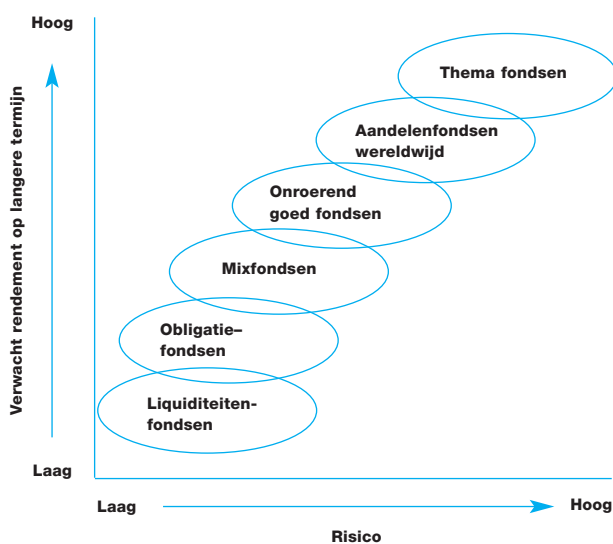 Hoog
Thema fondsen
Aandelenfondsen
wereldwijd
Onroerend
goed fondsen
Mixfondsen
Obligatie–
fondsen
Liquiditeiten-
fondsen
Verwacht rendement op langere termijn
Laag
Laag
Hoog
Risico